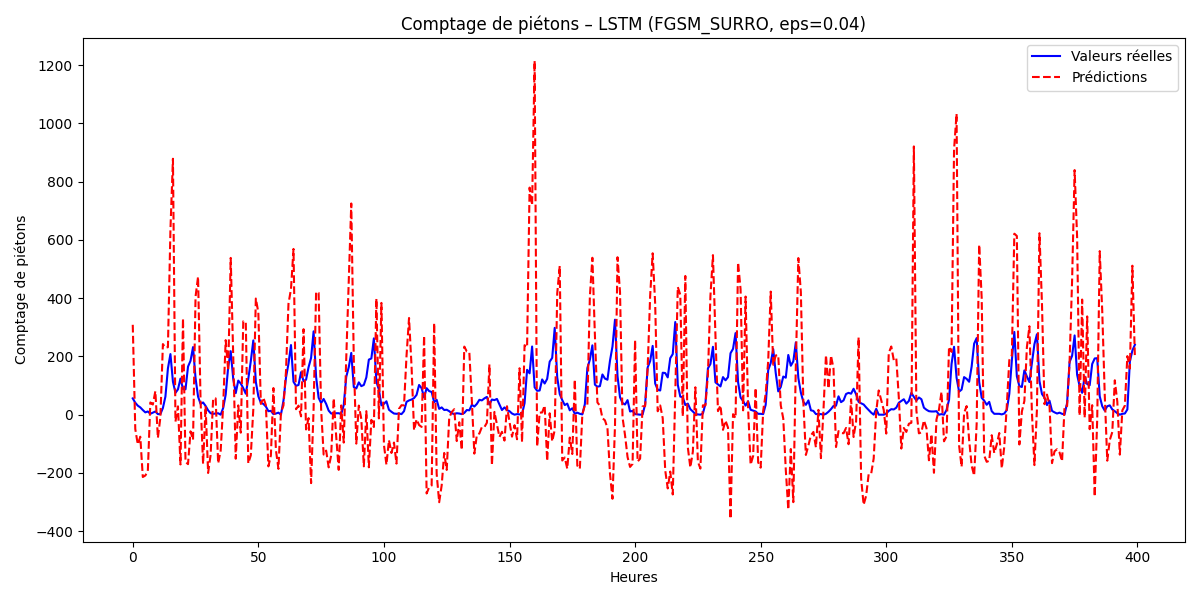 Comptage de piétons – LSTM (FGSM_SURRO, eps=0.04)
Valeurs réelles
Prédictions
Comptage de piétons
1200
1000
800
600
400
200
0
−200
−400
0 50 100 150 200 250 300 350 400
Heures